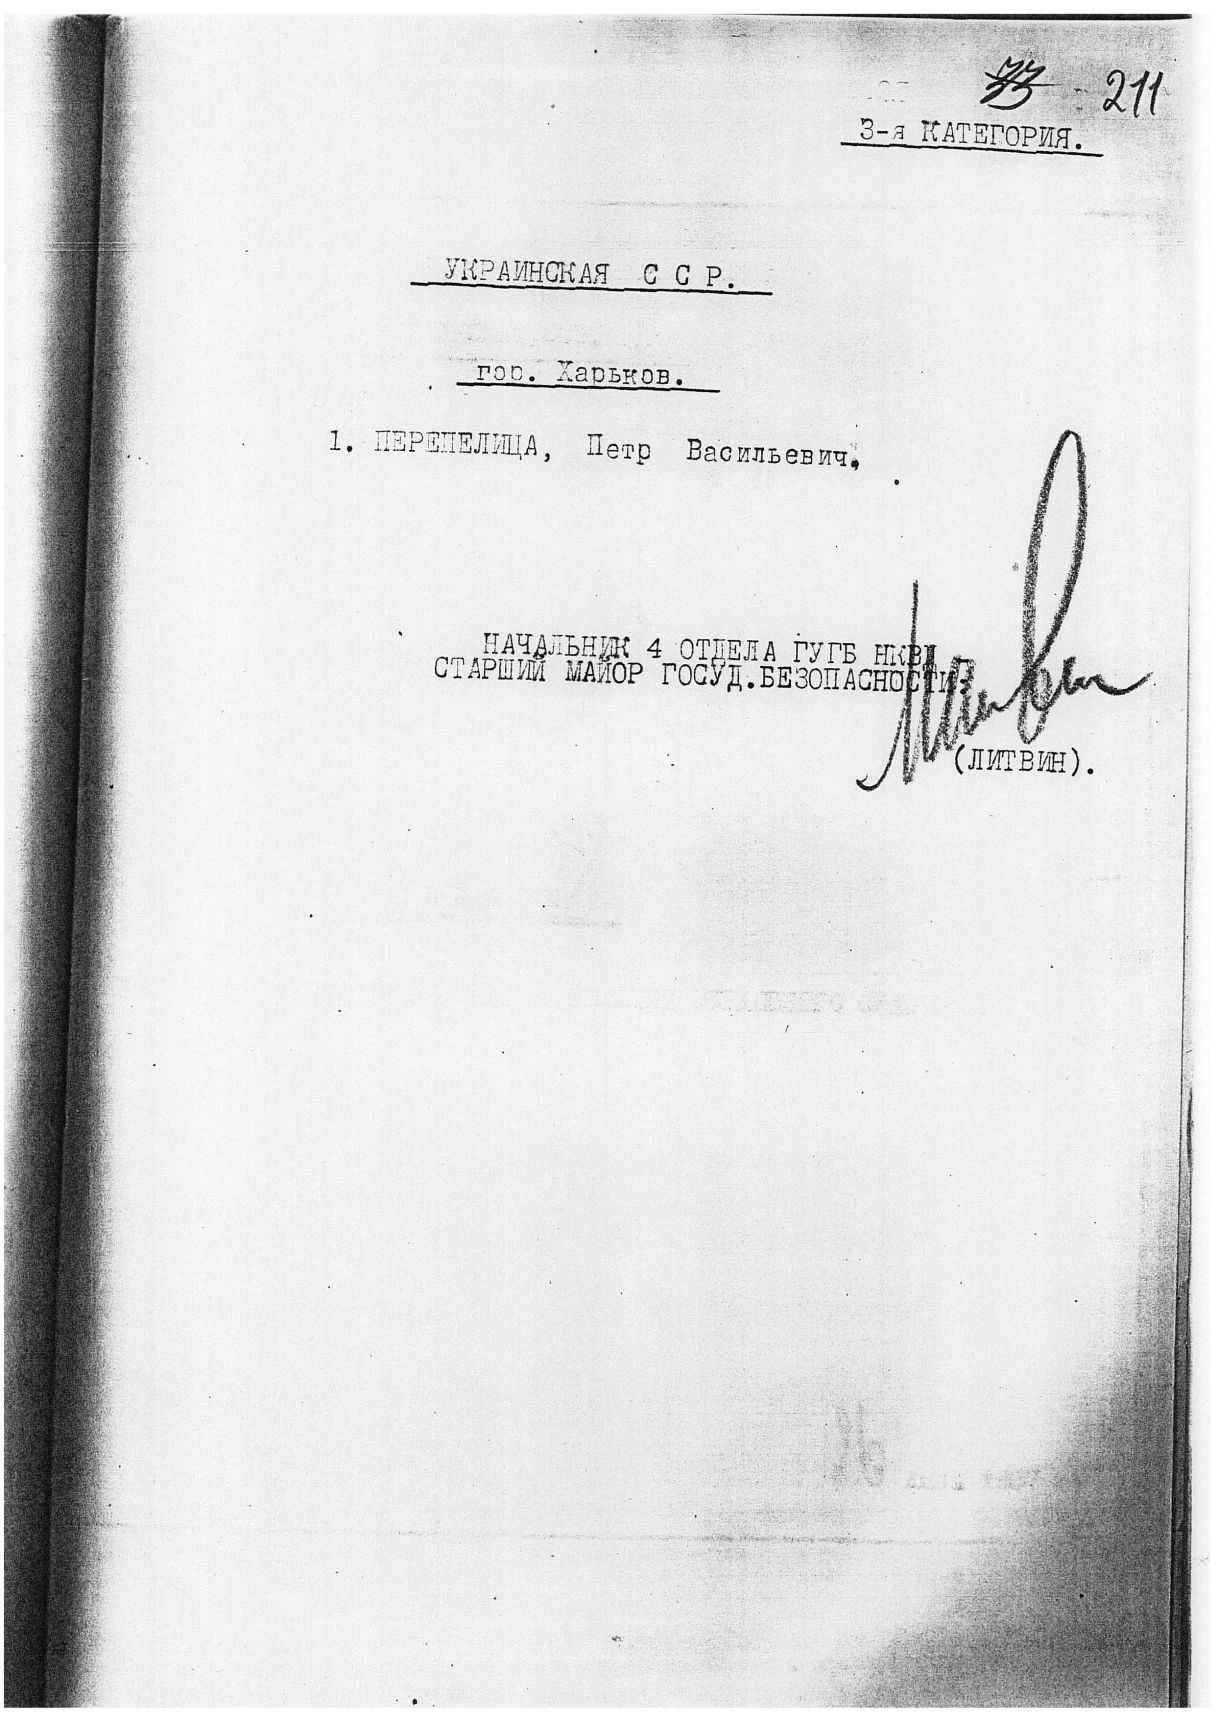 33 211
3-я КАТЕГОРИЯ.
УКРАИНСКАЯ С С Р.
гор. Харьков.
1. ПЕРЕПЕЛИЦА, Петр Васильевич.
НАЧАЛЬНИК 4 ОТДЕЛА ГУГБ НКВД
СТАРШИЙ МАЙОР ГОСУД.БЕЗОПАСНОСТИ
(ЛИТВИН).